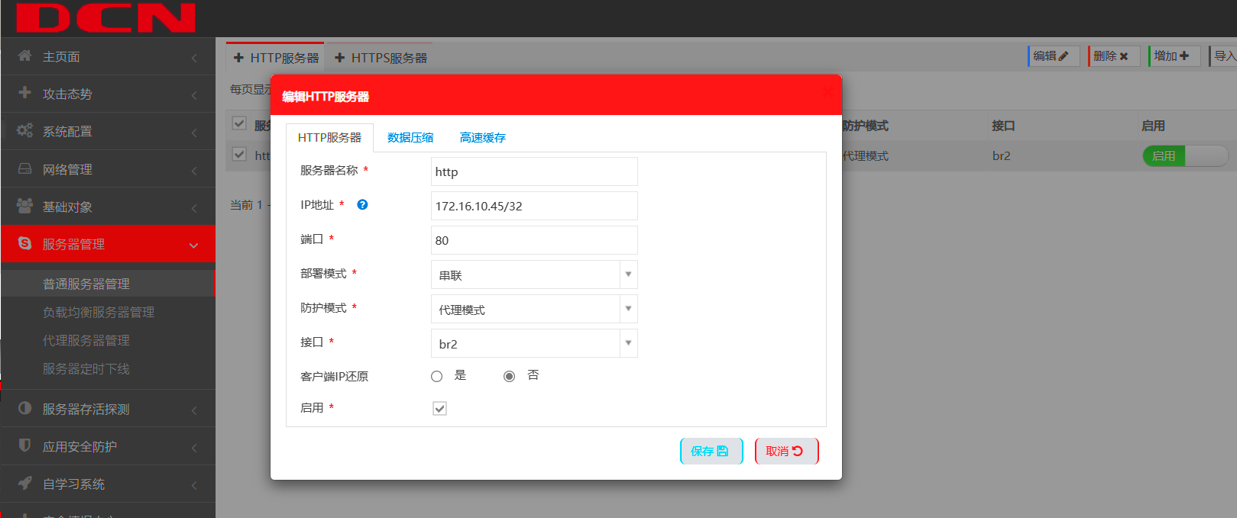 DCN
主页面
攻击态势
系统配置
网络管理
基础对象
服务器管理
普通服务器管理
负载均衡服务器管理
代理服务器管理
服务器定时下线
服务器存活探测
应用安全防护
自学习系统
HTTP服务器 HTTPS服务器
编辑 删除 增加 导入
每页显示
防护模式 接口 启用
代理模式 br2 启用
当前 1 -
编辑HTTP服务器
HTTP服务器 数据压缩 高速缓存
服务器名称 * http
IP地址 * 172.16.10.45/32
端口 * 80
部署模式 * 串联
防护模式 * 代理模式
接口 * br2
客户端IP还原 是 否
启用 *
保存 取消